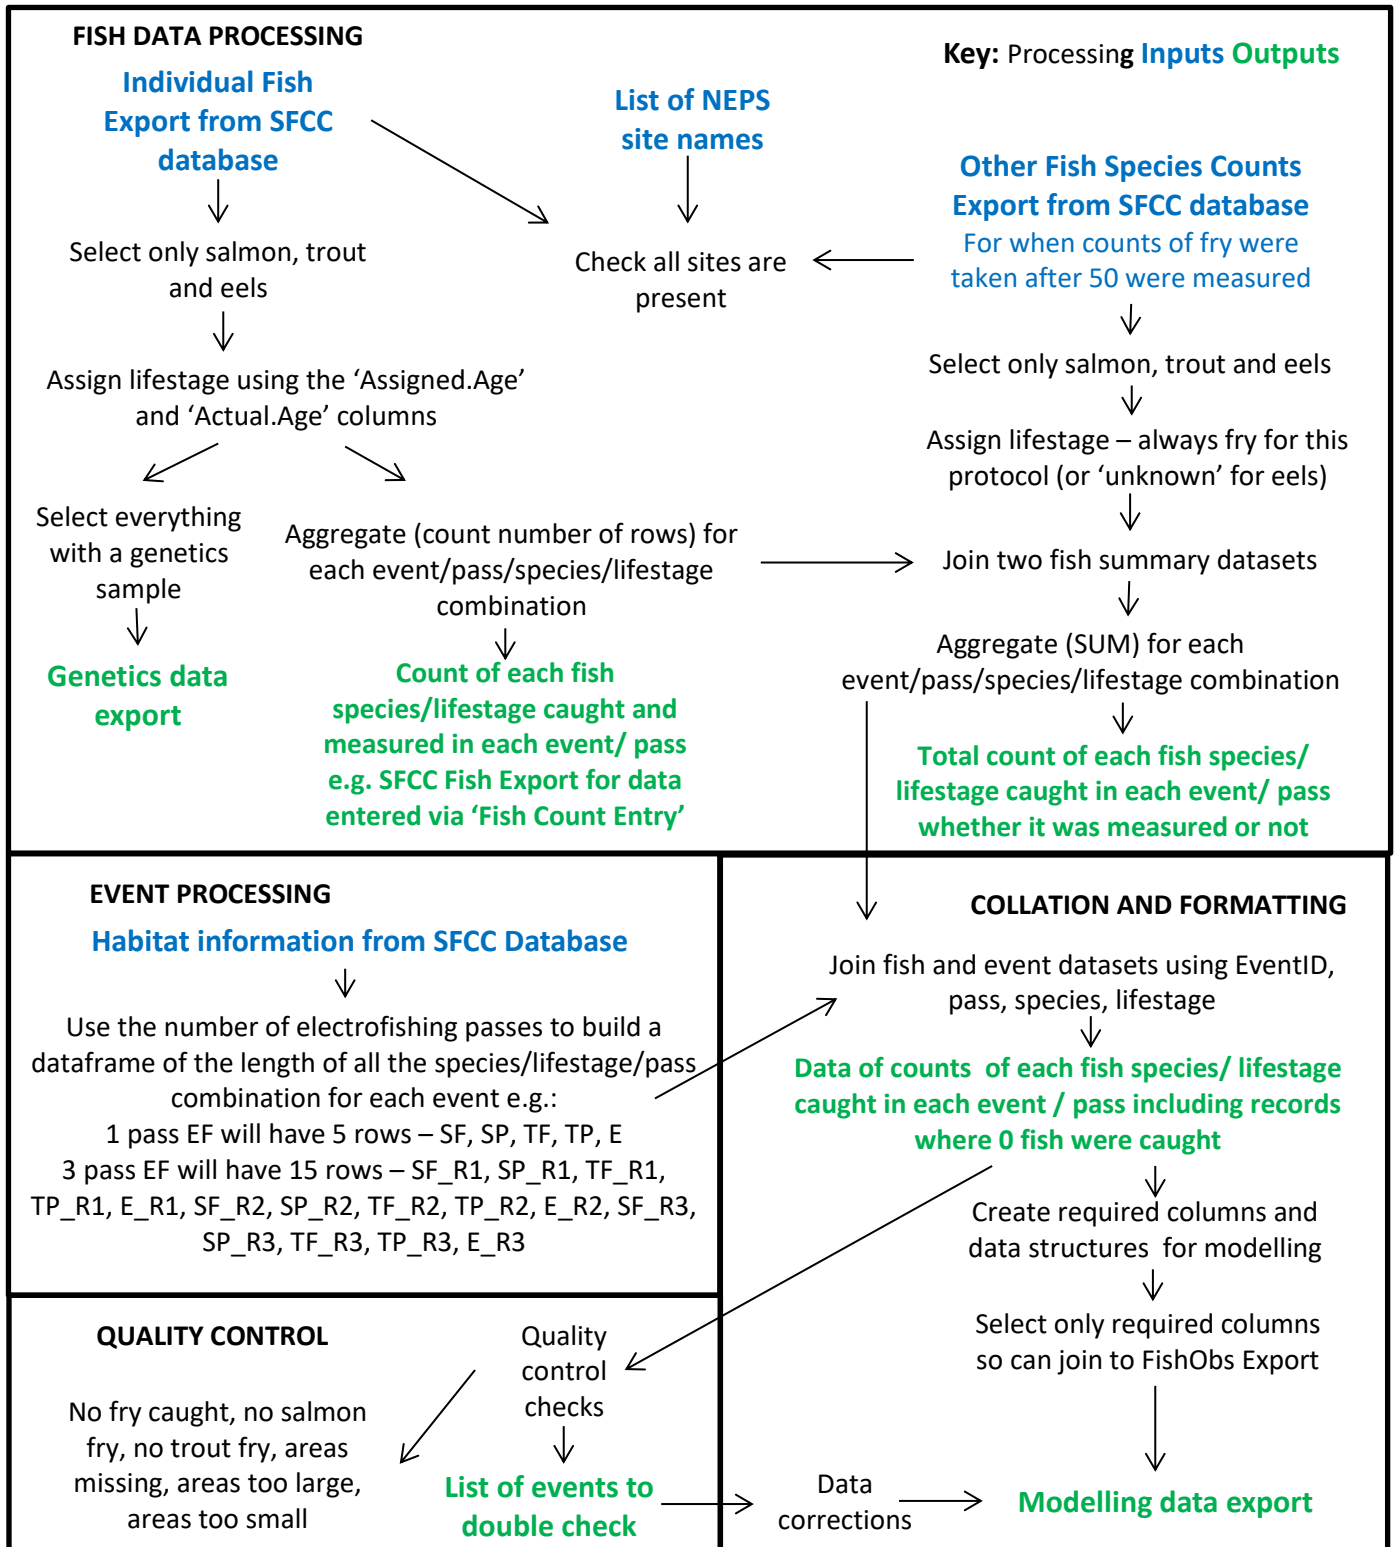 FISH DATA PROCESSING
Key: Processing Inputs Outputs
Individual Fish
Export from SFCC
database
List of NEPS
site names
Other Fish Species Counts
Export from SFCC database
For when counts of fry were
taken after 50 were measured
Select only salmon, trout
and eels
Check all sites are
present
Select only salmon, trout and eels
Assign lifestage using the ‘Assigned.Age’
and ‘Actual.Age’ columns
Assign lifestage – always fry for this
protocol (or ‘unknown’ for eels)
Select everything
with a genetics
sample
Aggregate (count number of rows) for
each event/pass/species/lifestage
combination
Join two fish summary datasets
Aggregate (SUM) for each
event/pass/species/lifestage combination
Genetics data
export
Count of each fish
species/lifestage caught and
measured in each event/ pass
e.g. SFCC Fish Export for data
entered via ‘Fish Count Entry’
Total count of each fish species/
lifestage caught in each event/ pass
whether it was measured or not
EVENT PROCESSING
Habitat information from SFCC Database
Use the number of electrofishing passes to build a
dataframe of the length of all the species/lifestage/pass
combination for each event e.g.:
1 pass EF will have 5 rows – SF, SP, TF, TP, E
3 pass EF will have 15 rows – SF_R1, SP_R1, TF_R1,
TP_R1, E_R1, SF_R2, SP_R2, TF_R2, TP_R2, E_R2, SF_R3,
SP_R3, TF_R3, TP_R3, E_R3
COLLATION AND FORMATTING
Join fish and event datasets using EventID,
pass, species, lifestage
Data of counts of each fish species/ lifestage
caught in each event / pass including records
where 0 fish were caught
Create required columns and
data structures for modelling
Select only required columns
so can join to FishObs Export
Modelling data export
QUALITY CONTROL
Quality
control
checks
No fry caught, no salmon
fry, no trout fry, areas
missing, areas too large,
areas too small
List of events to
double check
Data
corrections